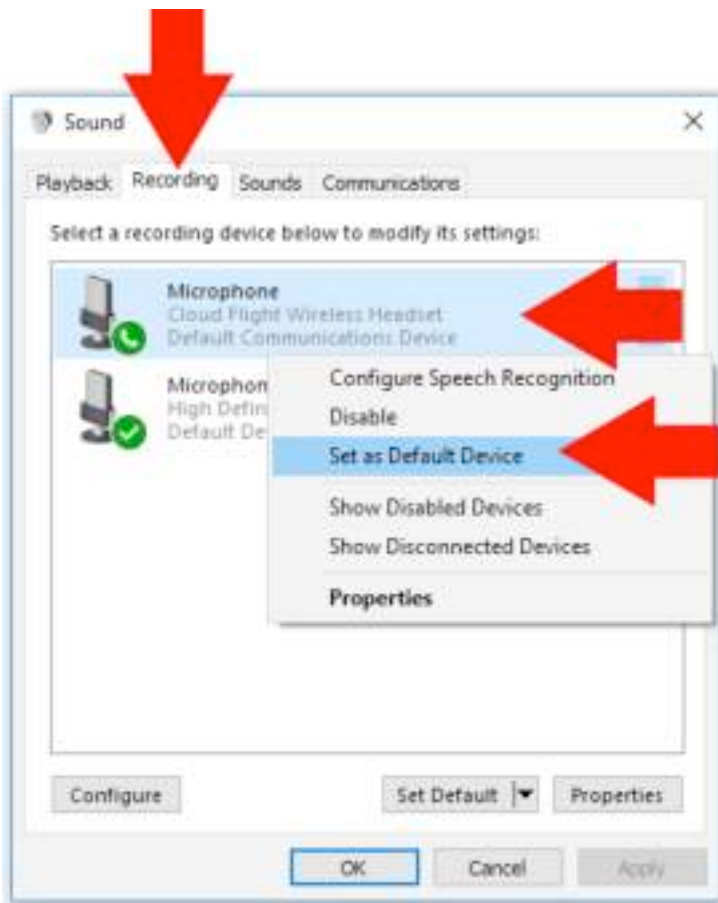 Sound
Playback Recording Sounds Communications
Select a recording device below to modify its settings:
Microphone
Cloud Flight Wireless Headset
Default Communications Device
Microphon
High Defin
Default De
Configure Speech Recognition
Disable
Set as Default Device
Show Disabled Devices
Show Disconnected Devices
Properties
Configure Set Default Properties
OK Cancel Apply